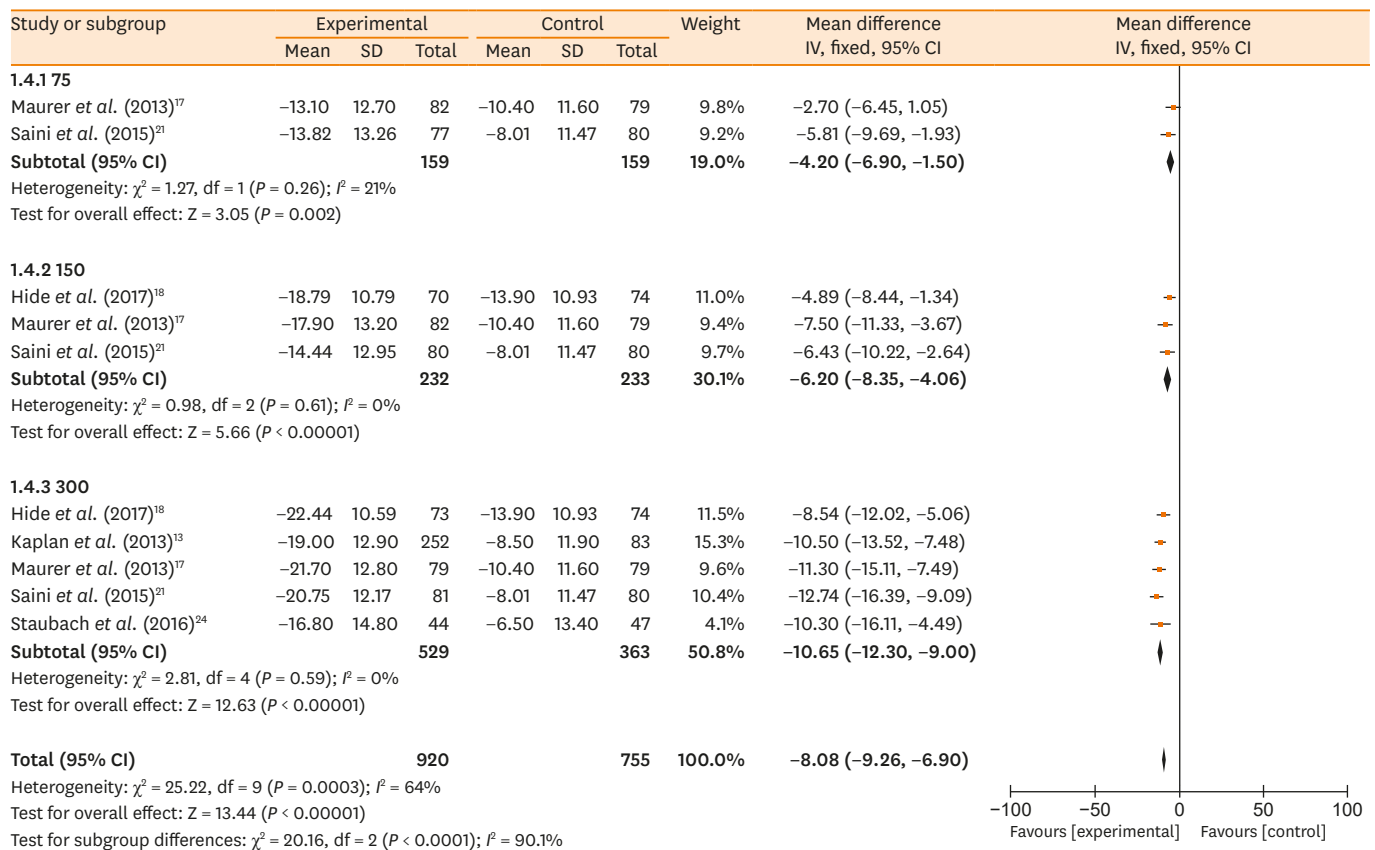 Study or subgroup Experimental Control Weight Mean difference Mean difference
Mean SD Total Mean SD Total IV, fixed, 95% CI IV, fixed, 95% CI
1.4.1 75
Maurer et al. (2013)17 −13.10 12.70 82 −10.40 11.60 79 9.8% −2.70 (−6.45, 1.05)
Saini et al. (2015)21 −13.82 13.26 77 −8.01 11.47 80 9.2% −5.81 (−9.69, −1.93)
Subtotal (95% CI) 159 159 19.0% −4.20 (−6.90, −1.50)
Heterogeneity: χ2 = 1.27, df = 1 (P = 0.26); I2 = 21%
Test for overall effect: Z = 3.05 (P = 0.002)
1.4.2 150
Hide et al. (2017)18 −18.79 10.79 70 −13.90 10.93 74 11.0% −4.89 (−8.44, −1.34)
Maurer et al. (2013)17 −17.90 13.20 82 −10.40 11.60 79 9.4% −7.50 (−11.33, −3.67)
Saini et al. (2015)21 −14.44 12.95 80 −8.01 11.47 80 9.7% −6.43 (−10.22, −2.64)
Subtotal (95% CI) 232 233 30.1% −6.20 (−8.35, −4.06)
Heterogeneity: χ2 = 0.98, df = 2 (P = 0.61); I2 = 0%
Test for overall effect: Z = 5.66 (P < 0.00001)
1.4.3 300
Hide et al. (2017)18 −22.44 10.59 73 −13.90 10.93 74 11.5% −8.54 (−12.02, −5.06)
Kaplan et al. (2013)13 −19.00 12.90 252 −8.50 11.90 83 15.3% −10.50 (−13.52, −7.48)
Maurer et al. (2013)17 −21.70 12.80 79 −10.40 11.60 79 9.6% −11.30 (−15.11, −7.49)
Saini et al. (2015)21 −20.75 12.17 81 −8.01 11.47 80 10.4% −12.74 (−16.39, −9.09)
Staubach et al. (2016)24 −16.80 14.80 44 −6.50 13.40 47 4.1% −10.30 (−16.11, −4.49)
Subtotal (95% CI) 529 363 50.8% −10.65 (−12.30, −9.00)
Heterogeneity: χ2 = 2.81, df = 4 (P = 0.59); I2 = 0%
Test for overall effect: Z = 12.63 (P < 0.00001)
Total (95% CI) 920 755 100.0% −8.08 (−9.26, −6.90)
Heterogeneity: χ2 = 25.22, df = 9 (P = 0.0003); I2 = 64%
Test for overall effect: Z = 13.44 (P < 0.00001)
Test for subgroup differences: χ2 = 20.16, df = 2 (P < 0.0001); I2 = 90.1%
−100 −50 0 50 100
Favours [experimental] Favours [control]